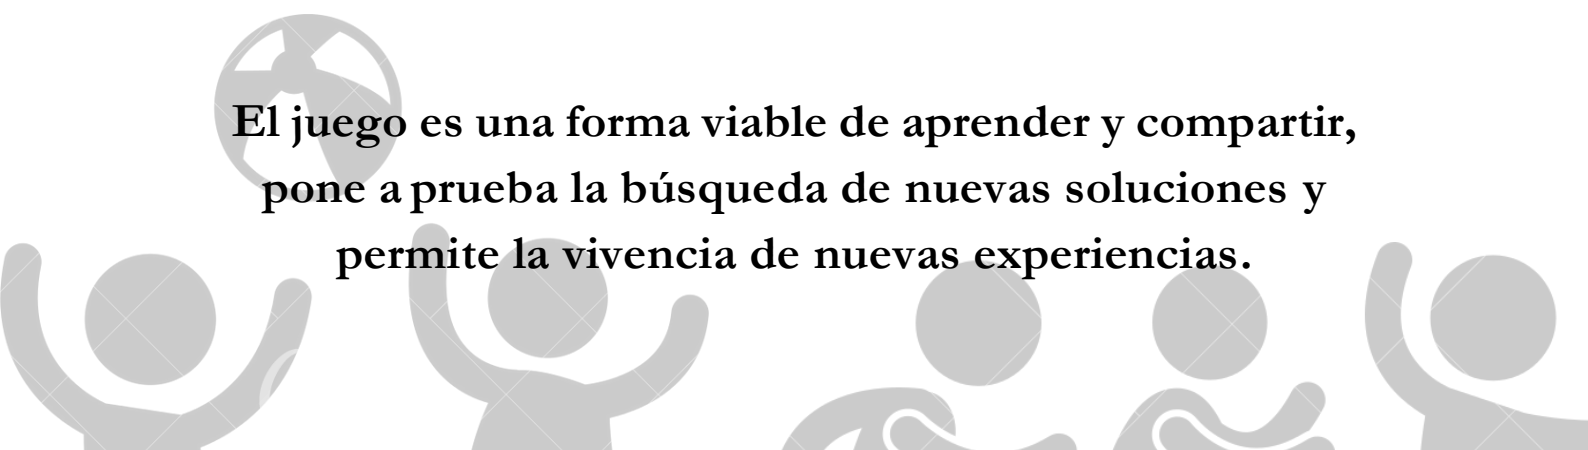 El juego es una forma viable de aprender y compartir,
pone a prueba la búsqueda de nuevas soluciones y
permite la vivencia de nuevas experiencias.